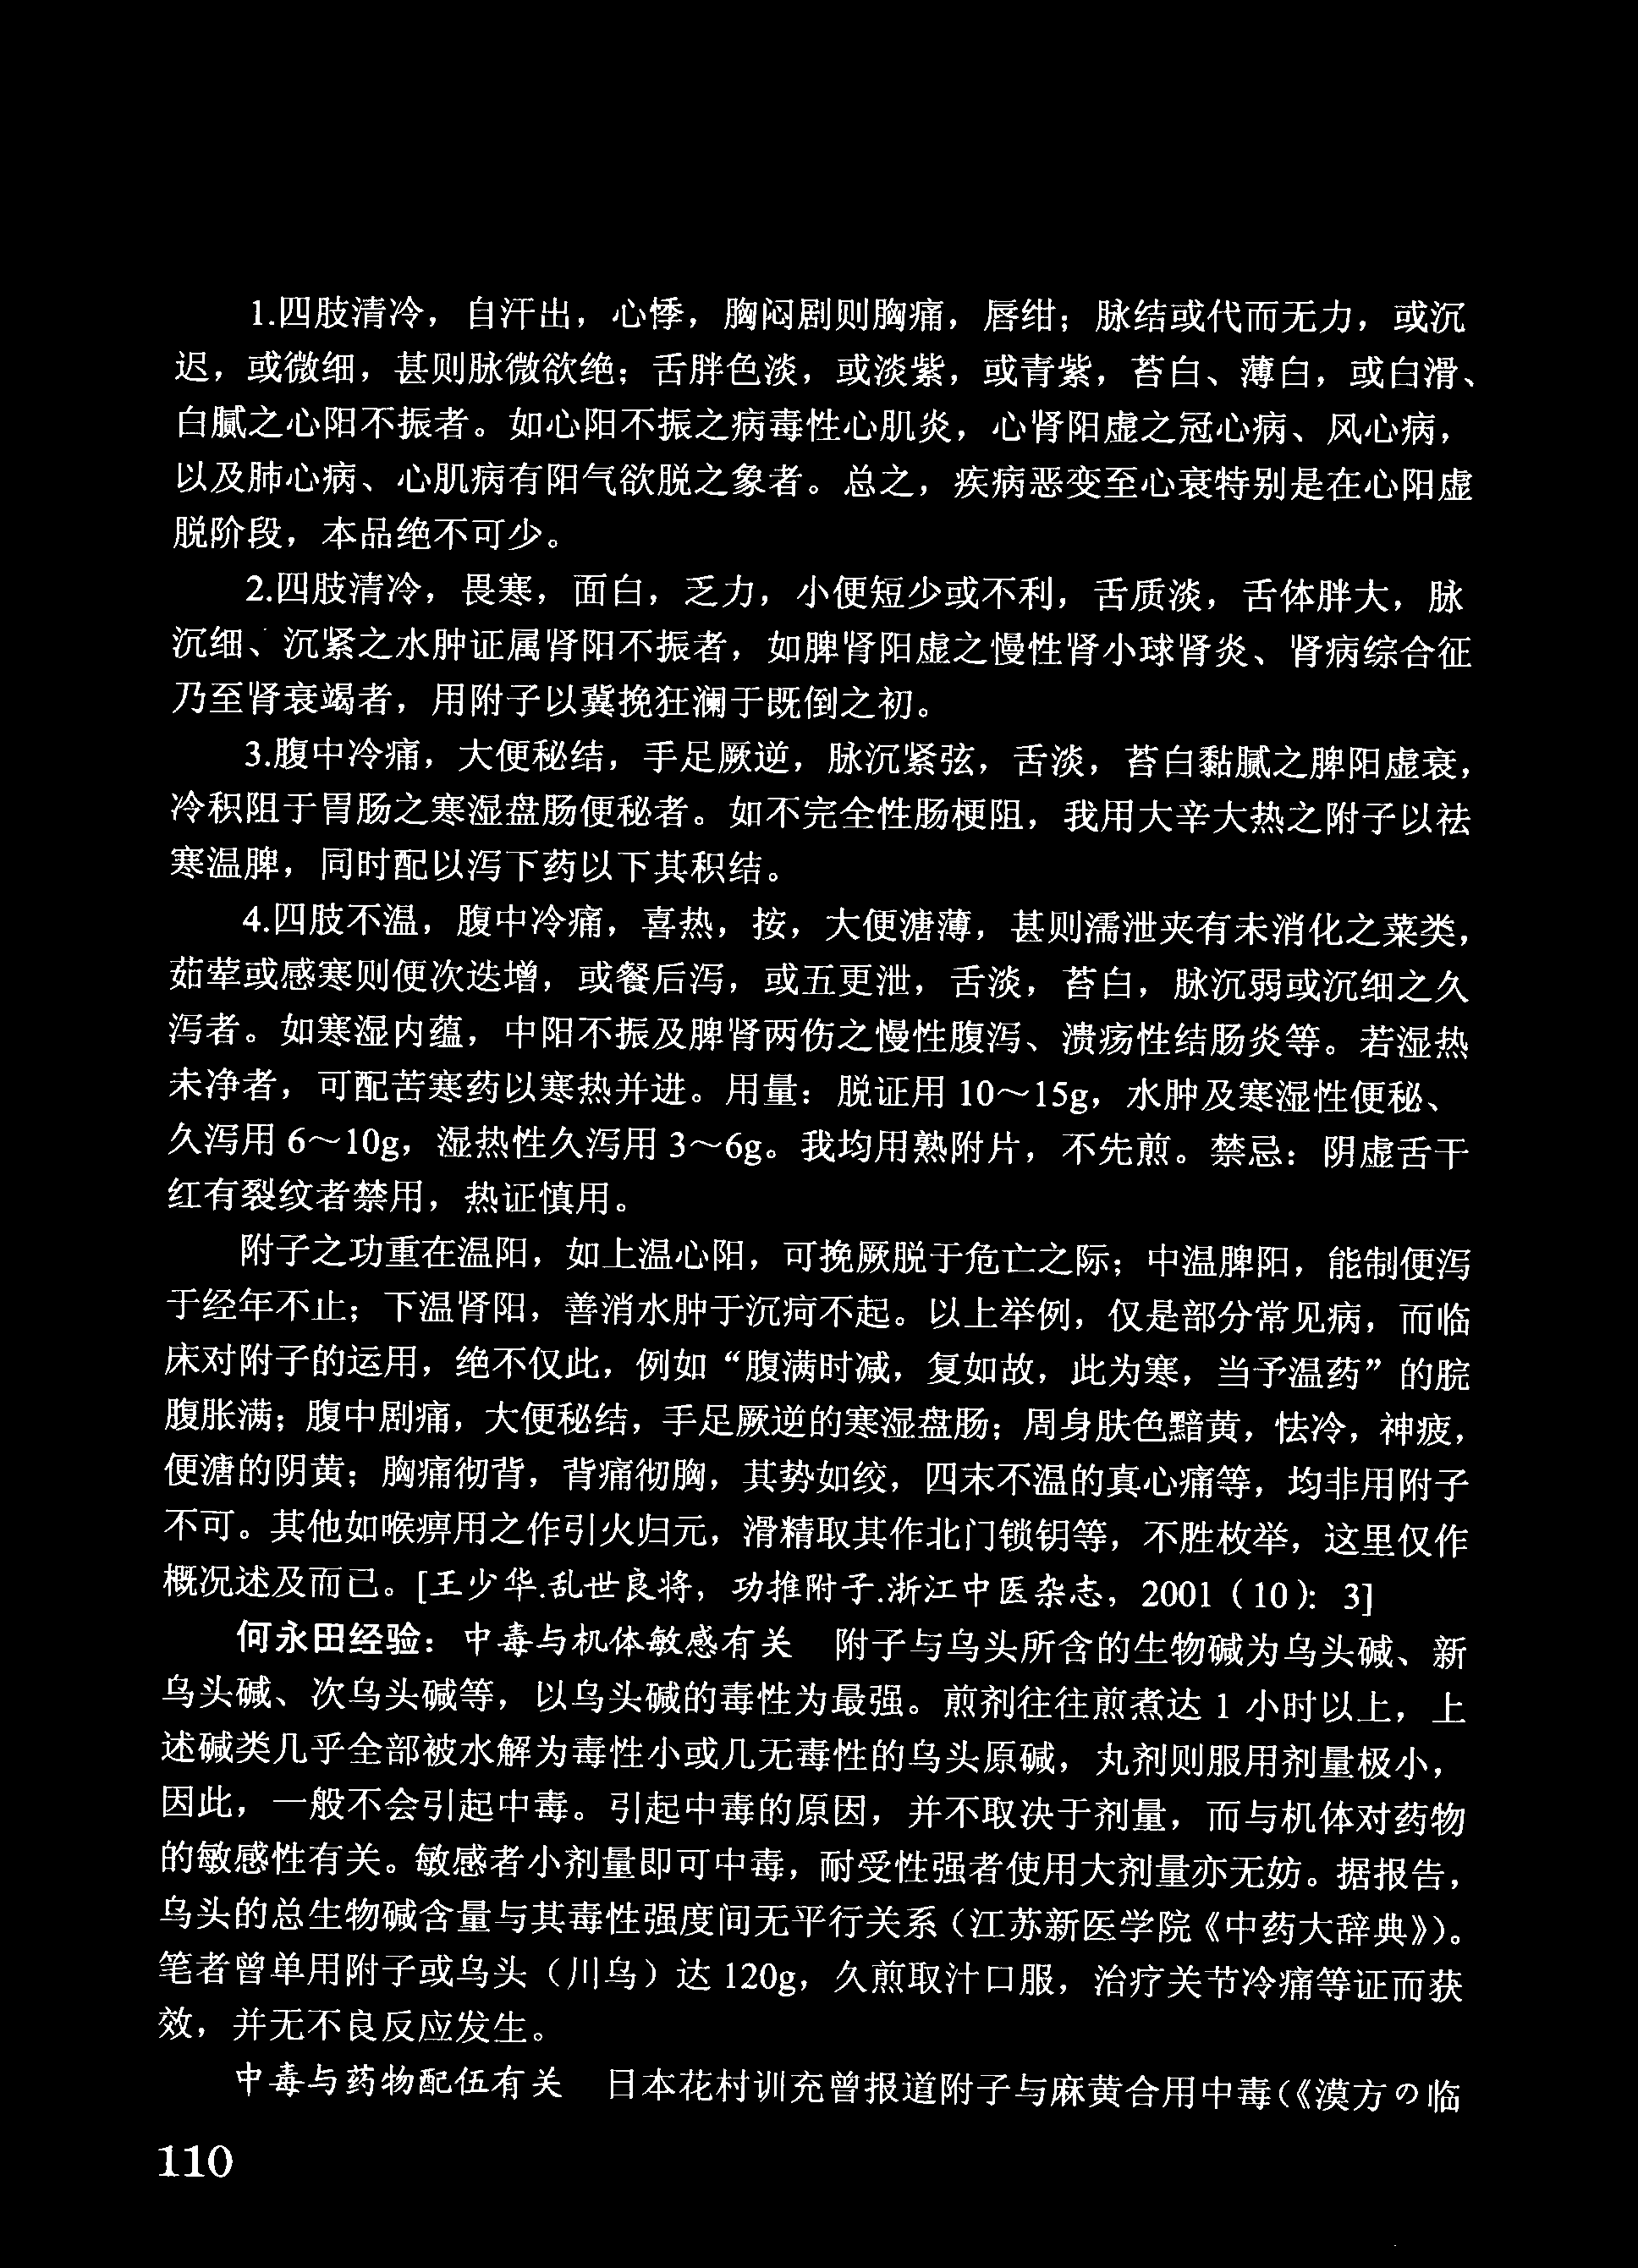 1.四肢清冷，自汗出，心悸，胸闷剧则胸痛，唇绀；脉结或代而无力，或沉
迟，或微细，甚则脉微欲绝；舌胖色淡，或淡紫，或青紫，苔白、薄白，或白滑、
白腻之心阳不振者。如心阳不振之病毒性心肌炎，心肾阳虚之冠心病、风心病，
以及肺心病、心肌病有阳气欲脱之象者。总之，疾病恶变至心衰特别是在心阳虚
脱阶段，本品绝不可少。
2.四肢清冷，畏寒，面白，乏力，小便短少或不利，舌质淡，舌体胖大，脉
沉细、沉紧之水肿证属肾阳不振者，如脾肾阳虚之慢性肾小球肾炎、肾病综合征
乃至肾衰竭者，用附子以冀挽狂澜于既倒之初。
3.腹中冷痛，大便秘结，手足厥逆，脉沉紧弦，舌淡，苔白黏腻之脾阳虚衰，
冷积阻于胃肠之寒湿盘肠便秘者。如不完全性肠梗阻，我用大辛大热之附子以祛
寒温脾，同时配以泻下药以下其积结。
4.四肢不温，腹中冷痛，喜热，按，大便溏薄，甚则濡泄夹有未消化之菜类，
茹荤或感寒则便次迭增，或餐后泻，或五更泄，舌淡，苔白，脉沉弱或沉细之久
泻者。如寒湿内蕴，中阳不振及脾肾两伤之慢性腹泻、溃疡性结肠炎等。若湿热
未净者，可配苦寒药以寒热并进。用量：脱证用 10～15g，水肿及寒湿性便秘、
久泻用 6～10g，湿热性久泻用 3～6g。我均用熟附片，不先煎。禁忌：阴虚舌干
红有裂纹者禁用，热证慎用。
附子之功重在温阳，如上温心阳，可挽厥脱于危亡之际；中温脾阳，能制便泻
于经年不止；下温肾阳，善消水肿于沉疴不起。以上举例，仅是部分常见病，而临
床对附子的运用，绝不仅此，例如“腹满时减，复如故，此为寒，当予温药”的脘
腹胀满；腹中剧痛，大便秘结，手足厥逆的寒湿盘肠；周身肤色黯黄，怯冷，神疲，
便溏的阴黄；胸痛彻背，背痛彻胸，其势如绞，四末不温的真心痛等，均非用附子
不可。其他如喉痹用之作引火归元，滑精取其作北门锁钥等，不胜枚举，这里仅作
概况述及而已。[王少华.乱世良将，功推附子.浙江中医杂志，2001（10）：3]
何永田经验：中毒与机体敏感有关 附子与乌头所含的生物碱为乌头碱、新
乌头碱、次乌头碱等，以乌头碱的毒性为最强。煎剂往往煎煮达 1 小时以上，上
述碱类几乎全部被水解为毒性小或几无毒性的乌头原碱，丸剂则服用剂量极小，
因此，一般不会引起中毒。引起中毒的原因，并不取决于剂量，而与机体对药物
的敏感性有关。敏感者小剂量即可中毒，耐受性强者使用大剂量亦无妨。据报告，
乌头的总生物碱含量与其毒性强度间无平行关系（江苏新医学院《中药大辞典》）。
笔者曾单用附子或乌头（川乌）达 120g，久煎取汁口服，治疗关节冷痛等证而获
效，并无不良反应发生。
中毒与药物配伍有关 日本花村训充曾报道附子与麻黄合用中毒（《漠方の临
110